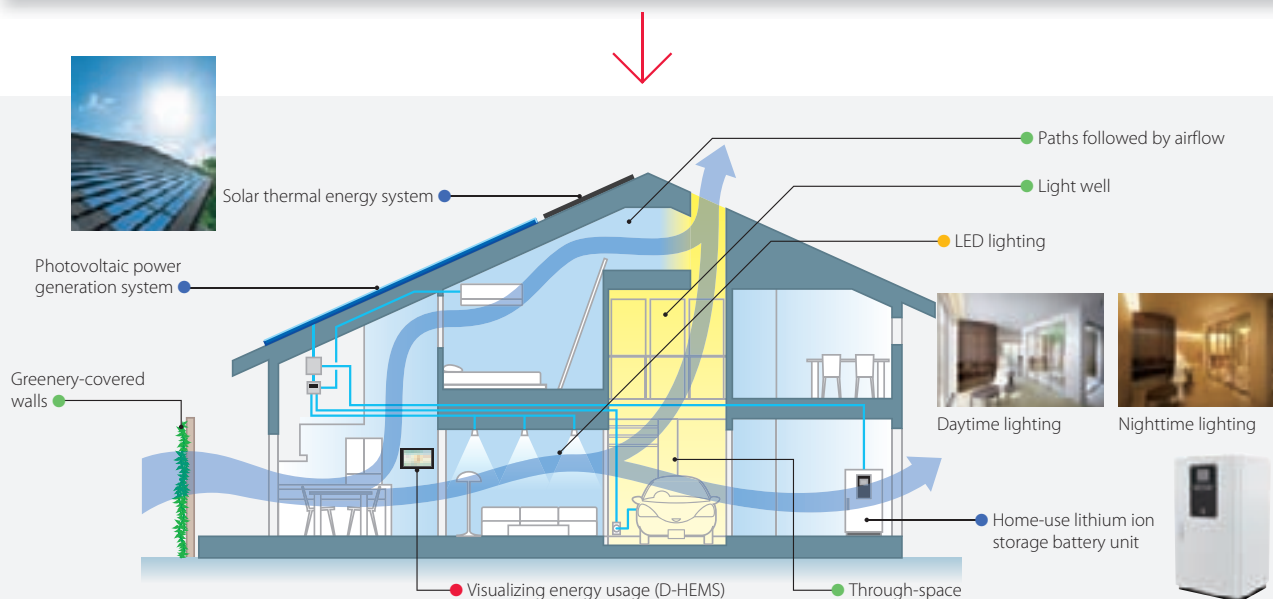 Paths followed by airflow
Solar thermal energy system
Light well
LED lighting
Photovoltaic power
generation system
Greenery-covered
walls
Daytime lighting
Nighttime lighting
Home-use lithium ion
storage battery unit
Visualizing energy usage (D-HEMS)
Through-space